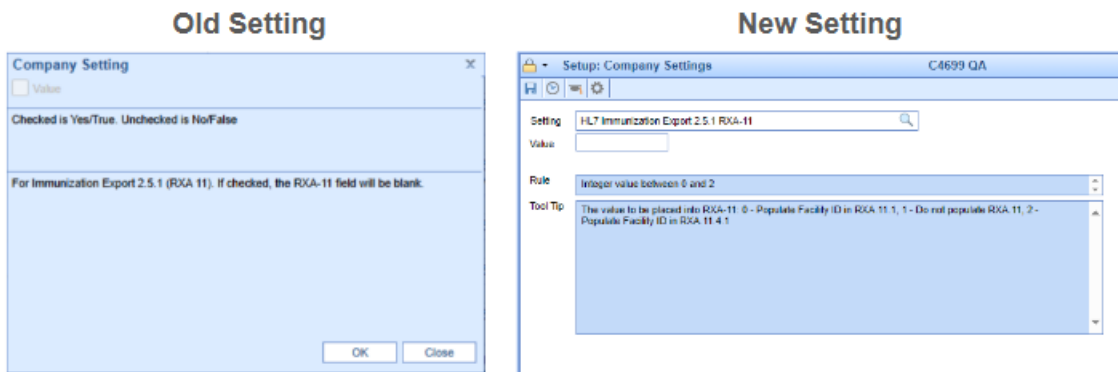 Old Setting
New Setting
Company Setting
x
Value
Checked is Yes/True. Unchecked is No/False
For Immunization Export 2.5.1 (RXA 11). If checked, the RXA-11 field will be blank.
OK
Close
Setup: Company Settings
C4699 QA
Setting
HL7 Immunization Export 2.5.1 RXA-11
Value
Rule
Integer value between 0 and 2
Tool Tip
The value to be placed into RXA-11: 0 - Populate Facility ID in RXA 11.1, 1 - Do not populate RXA 11, 2 -
Populate Facility ID in RXA 11.4.1